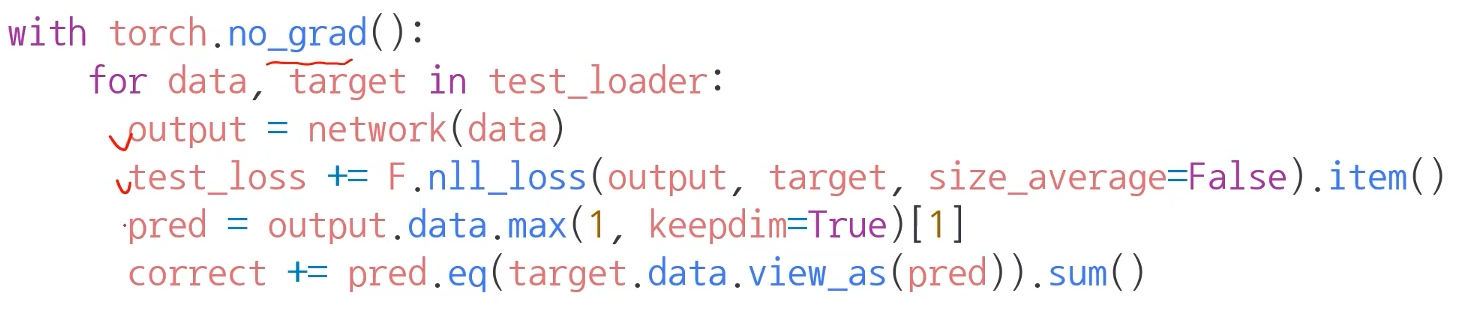 with torch.no_grad():
    for data, target in test_loader:
        output = network(data)
        test_loss += F.nll_loss(output, target, size_average=False).item()
        pred = output.data.max(1, keepdim=True)[1]
        correct += pred.eq(target.data.view_as(pred)).sum()